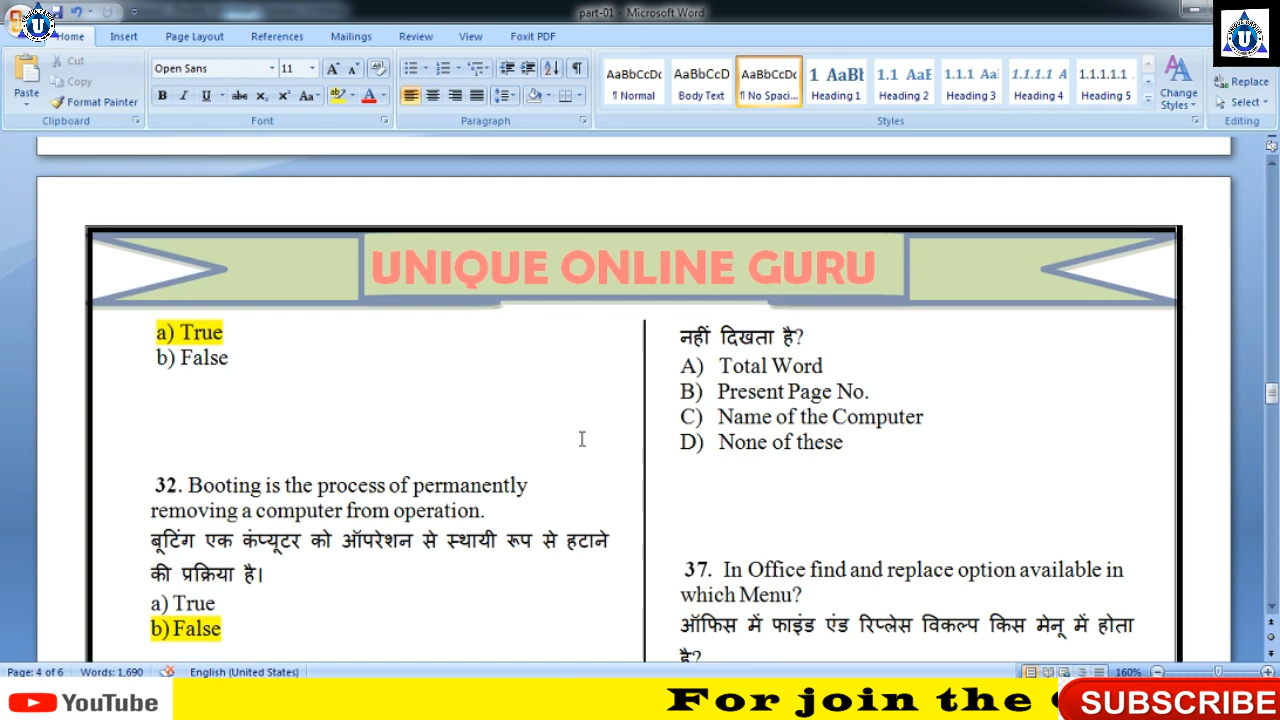 part-01 - Microsoft Word
Home Insert Page Layout References Mailings Review View Foxit PDF
Paste
Cut
Copy
Format Painter
Clipboard
Open Sans 11
Font
Paragraph
AaBbCcDc AaBbCcD AaBbCcDc 1 AaBb 1.1 AaB 1.1.1 Aa 1.1.1.1 A 1.1.1.1.1
¶ Normal Body Text ¶ No Spaci... Heading 1 Heading 2 Heading 3 Heading 4 Heading 5
Change Styles
Styles
Replace
Select
Editing
UNIQUE ONLINE GURU
a) True
b) False
32. Booting is the process of permanently
removing a computer from operation.
बूटिंग एक कंप्यूटर को ऑपरेशन से स्थायी रूप से हटाने
की प्रक्रिया है।
a) True
b) False
नहीं दिखता है?
A) Total Word
B) Present Page No.
C) Name of the Computer
D) None of these
37. In Office find and replace option available in
which Menu?
ऑफिस में फाइंड एंड रिप्लेस विकल्प किस मेनू में होता
है?
Page: 4 of 6 Words: 1,690 English (United States) 160%
YouTube
For join the
SUBSCRIBE